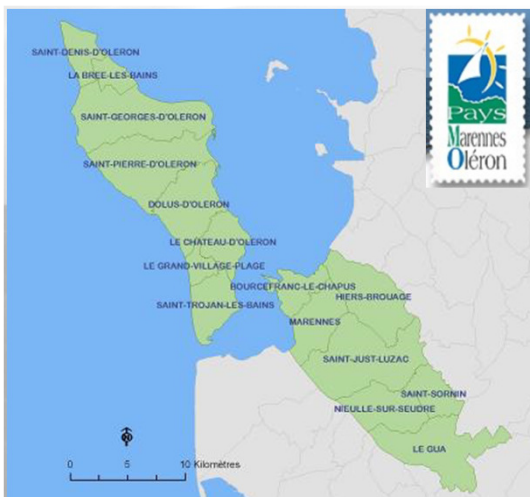 SAINT-DENIS-D'OLERON
LA BREE-LES-BAINS
SAINT-GEORGES-D'OLERON
SAINT-PIERRE-D'OLERON
DOLUS-D'OLERON
LE CHATEAU-D'OLERON
LE GRAND-VILLAGE-PLAGE
SAINT-TROJAN-LES-BAINS
BOURCEFRANC-LE-CHAPUS
HIERS-BROUAGE
MARENNES
SAINT-JUST-LUZAC
SAINT-SORNIN
NIEULLE-SUR-SEUDRE
LE GUA
Pays
Marennes
Oléron
N
0 5 10 Kilomètres